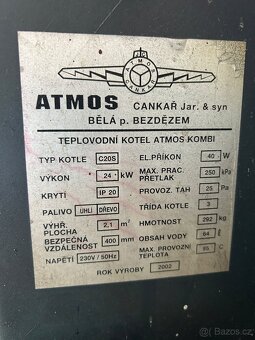 ATMOS CANKAŘ Jar. & syn
BĚLÁ p. BEZDĚZEM
TEPLOVODNÍ KOTEL ATMOS KOMBI
TYP KOTLE C20S EL.PŘÍKON 40 W
VÝKON 24 kW MAX. PRAC. PŘETLAK 250 kPa
KRYTÍ IP 20 PROVOZ. TAH 25 Pa
PALIVO UHLÍ DŘEVO TŘÍDA KOTLE 3
VÝHŘ. PLOCHA 2,1 m² HMOTNOST 292 kg
BEZPEČNÁ VZDÁLENOST 400 mm OBSAH VODY 64 ℓ
NAPĚTÍ 230V / 50Hz MAX. PROVOZNÍ TEPLOTA 95 C
ROK VÝROBY 2002
Bazoš.cz